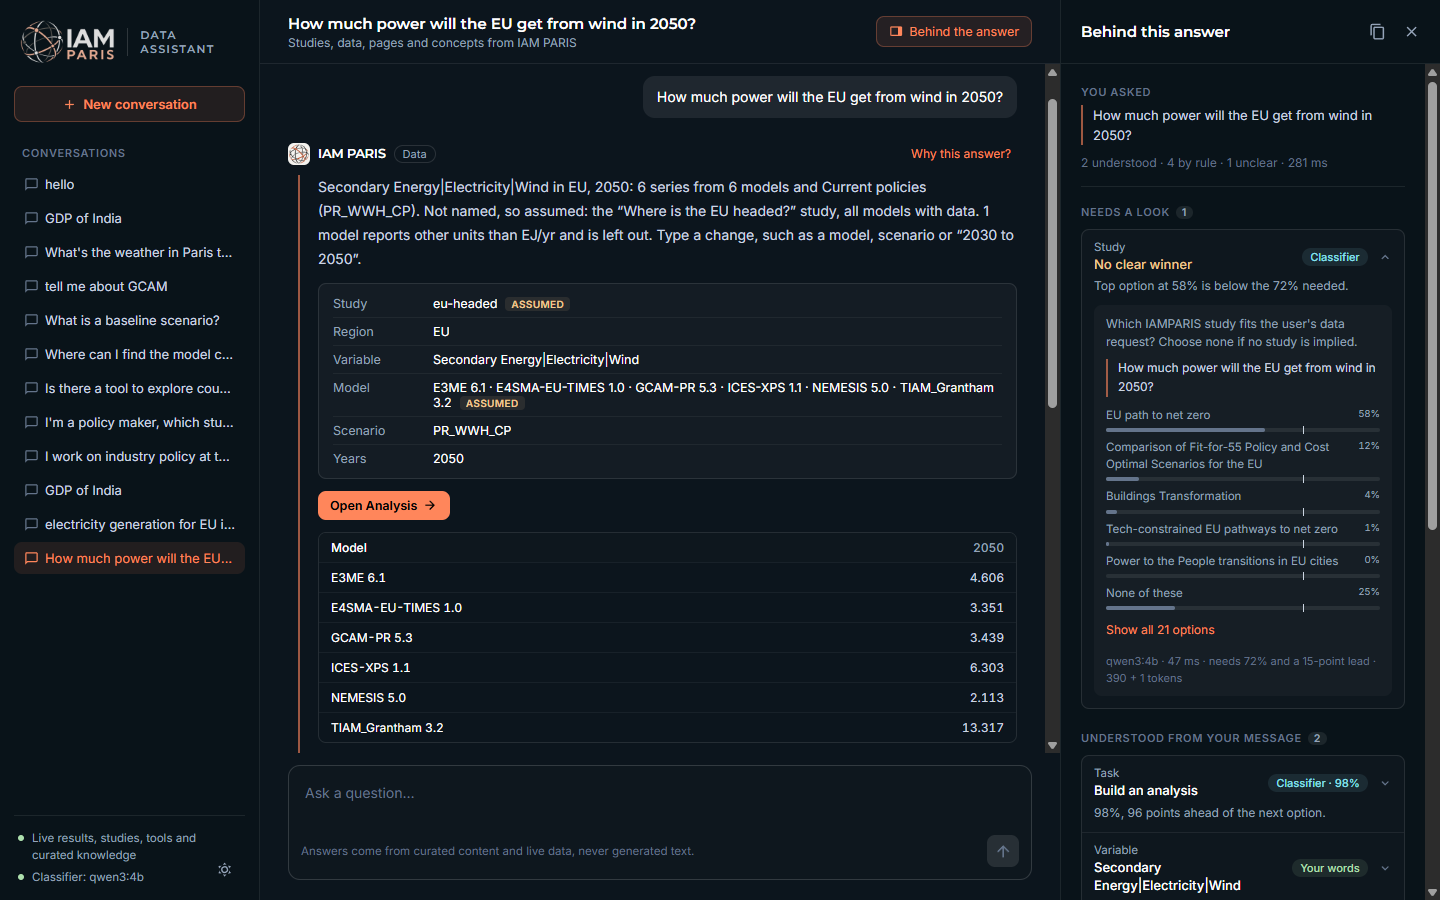 IAM
PARIS
DATA
ASSISTANT
+ New conversation
CONVERSATIONS
hello
GDP of India
What's the weather in Paris t...
tell me about GCAM
What is a baseline scenario?
Where can I find the model c...
Is there a tool to explore cou...
I'm a policy maker, which stu...
I work on industry policy at t...
GDP of India
electricity generation for EU i...
How much power will the EU...
Live results, studies, tools and
curated knowledge
Classifier: qwen3:4b
How much power will the EU get from wind in 2050?
Studies, data, pages and concepts from IAM PARIS
Behind the answer
How much power will the EU get from wind in 2050?
IAM PARIS Data
Why this answer?
Secondary Energy|Electricity|Wind in EU, 2050: 6 series from 6 models and Current policies
(PR_WWH_CP). Not named, so assumed: the “Where is the EU headed?” study, all models with data. 1
model reports other units than EJ/yr and is left out. Type a change, such as a model, scenario or “2030 to
2050”.
Study eu-headed ASSUMED
Region EU
Variable Secondary Energy|Electricity|Wind
Model E3ME 6.1 · E4SMA-EU-TIMES 1.0 · GCAM-PR 5.3 · ICES-XPS 1.1 · NEMESIS 5.0 · TIAM_Grantham
3.2 ASSUMED
Scenario PR_WWH_CP
Years 2050
Open Analysis →
Model 2050
E3ME 6.1 4.606
E4SMA-EU-TIMES 1.0 3.351
GCAM-PR 5.3 3.439
ICES-XPS 1.1 6.303
NEMESIS 5.0 2.113
TIAM_Grantham 3.2 13.317
Ask a question...
Answers come from curated content and live data, never generated text.
Behind this answer
YOU ASKED
How much power will the EU get from wind in
2050?
2 understood · 4 by rule · 1 unclear · 281 ms
NEEDS A LOOK 1
Study
No clear winner
Classifier
Top option at 58% is below the 72% needed.
Which IAMPARIS study fits the user's data
request? Choose none if no study is implied.
How much power will the EU get from wind in
2050?
EU path to net zero 58%
Comparison of Fit-for-55 Policy and Cost 12%
Optimal Scenarios for the EU
Buildings Transformation 4%
Tech-constrained EU pathways to net zero 1%
Power to the People transitions in EU cities 0%
None of these 25%
Show all 21 options
qwen3:4b · 47 ms · needs 72% and a 15-point lead ·
390 + 1 tokens
UNDERSTOOD FROM YOUR MESSAGE 2
Task
Build an analysis
Classifier · 98%
98%, 96 points ahead of the next option.
Variable
Secondary
Energy|Electricity|Wind
Your words